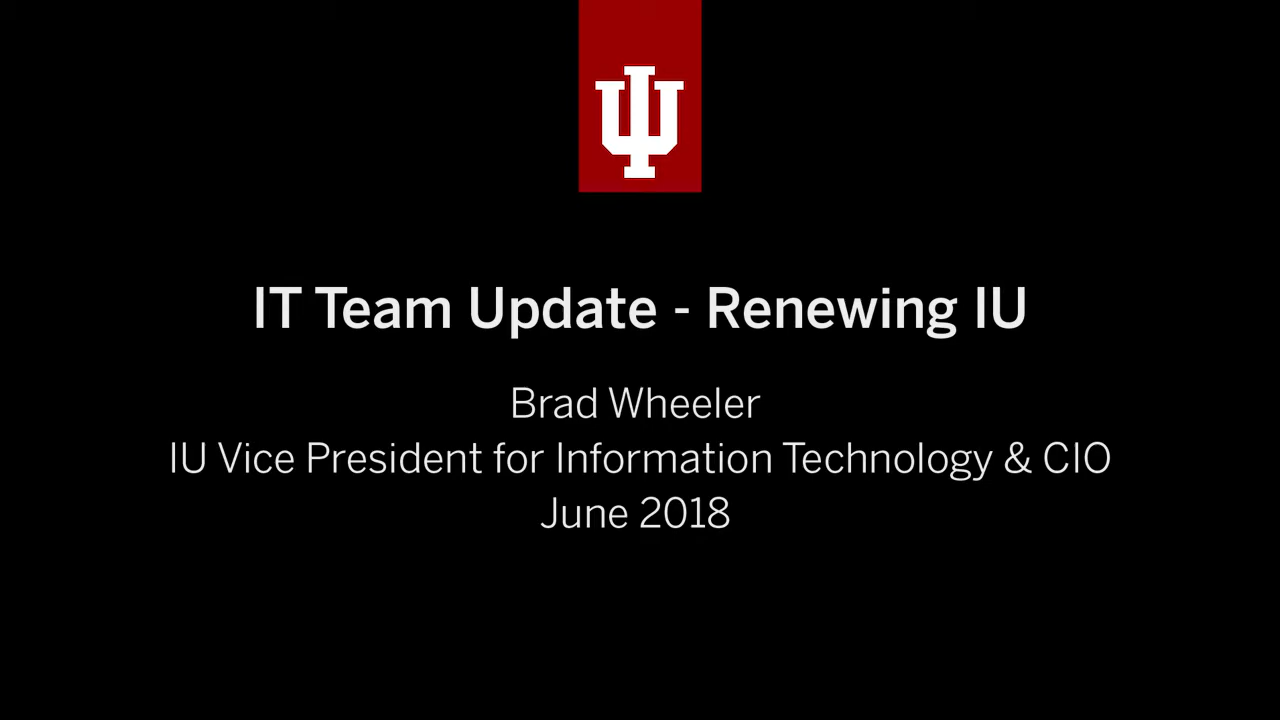 IT Team Update - Renewing IU
Brad Wheeler
IU Vice President for Information Technology & CIO
June 2018